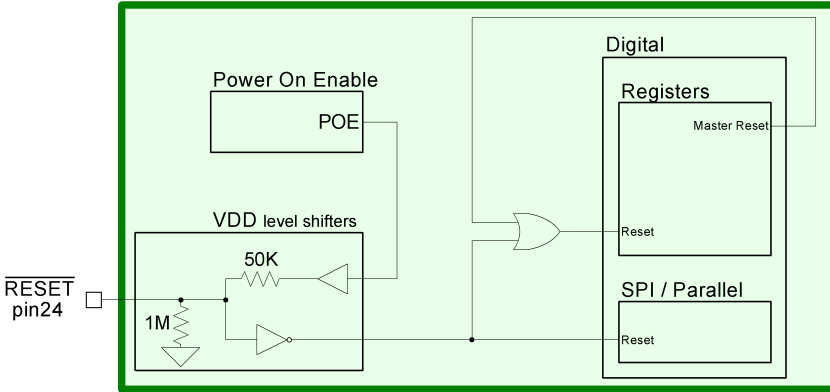 Digital
Power On Enable
Registers
POE
Master Reset
VDD level shifters
50K
Reset
RESET
pin24
1M
SPI / Parallel
Reset